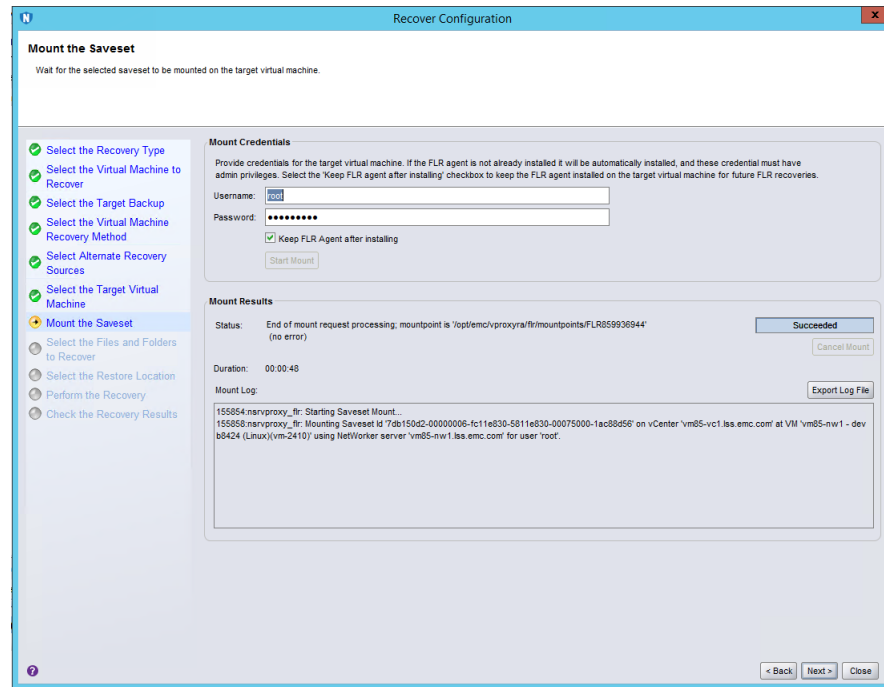 Recover Configuration
x
Mount the Saveset
Wait for the selected saveset to be mounted on the target virtual machine.
Select the Recovery Type
Select the Virtual Machine to
Recover
Select the Target Backup
Select the Virtual Machine
Recovery Method
Select Alternate Recovery
Sources
Select the Target Virtual
Machine
Mount the Saveset
Select the Files and Folders
to Recover
Select the Restore Location
Perform the Recovery
Check the Recovery Results
Mount Credentials
Provide credentials for the target virtual machine. If the FLR agent is not already installed it will be automatically installed, and these credential must have
admin privileges. Select the 'Keep FLR agent after installing' checkbox to keep the FLR agent installed on the target virtual machine for future FLR recoveries.
Username: root
Password: •••••••••
Keep FLR Agent after installing
Start Mount
Mount Results
Status: End of mount request processing; mountpoint is '/opt/emc/vproxyra/flr/mountpoints/FLR859936944' Succeeded
(no error)
Cancel Mount
Duration: 00:00:48
Mount Log: Export Log File
155854:nsrvproxy_flr: Starting Saveset Mount...
155858:nsrvproxy_flr: Mounting Saveset Id '7db150d2-00000006-fc11e830-5811e830-00075000-1ac88d56' on vCenter 'vm85-vc1.lss.emc.com' at VM 'vm85-nw1 - dev
b8424 (Linux)(vm-2410)' using NetWorker server 'vm85-nw1.lss.emc.com' for user 'root'.
?
< Back Next > Close